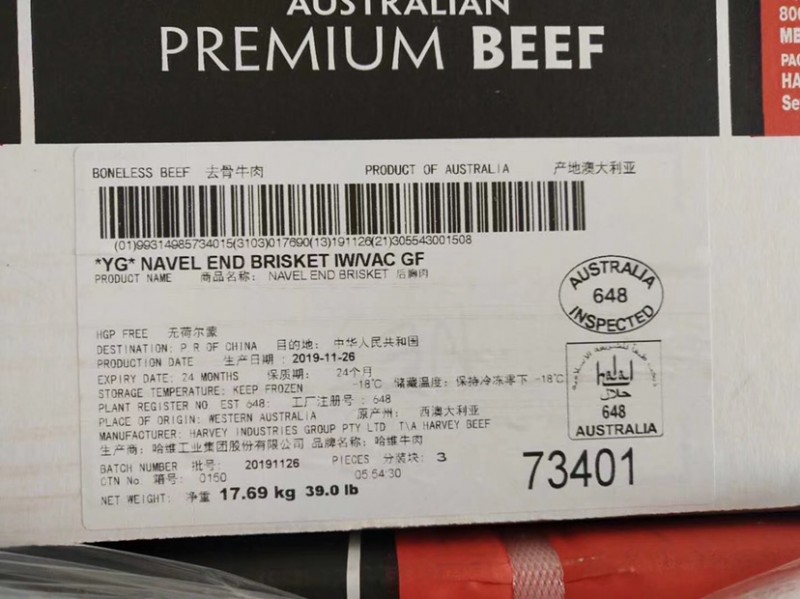 AUSTRALIAN
PREMIUM BEEF
800
ME
PAC
HA
Se
BONELESS BEEF 去骨牛肉 PRODUCT OF AUSTRALIA 产地澳大利亚
(01)99314985734015(3103)017690(13)191126(21)305543001508
*YG* NAVEL END BRISKET IW/VAC GF
PRODUCT NAME 商品名称: NAVEL END BRISKET 后胸肉
AUSTRALIA
648
INSPECTED
HGP FREE 无荷尔蒙
DESTINATION: P.R OF CHINA 目的地: 中华人民共和国
PRODUCTION DATE 生产日期: 2019-11-26
EXPIRY DATE: 24 MONTHS 保质期: 24个月
STORAGE TEMPERATURE: KEEP FROZEN -18°C 储藏温度: 保持冷冻零下 -18°C
PLANT REGISTER NO. EST 648: 工厂注册号: 648
PLACE OF ORIGIN: WESTERN AUSTRALIA 原产州: 西澳大利亚
MANUFACTURER: HARVEY INDUSTRIES GROUP PTY LTD T\A HARVEY BEEF
生产商: 哈维工业集团股份有限公司 品牌名称: 哈维牛肉
BATCH NUMBER 批号: 20191126 PIECES 分装块: 3
CTN No. 箱号: 0150 05:54:30
NET WEIGHT: 净重 17.69 kg 39.0 lb
halal
حلال
648
AUSTRALIA
73401